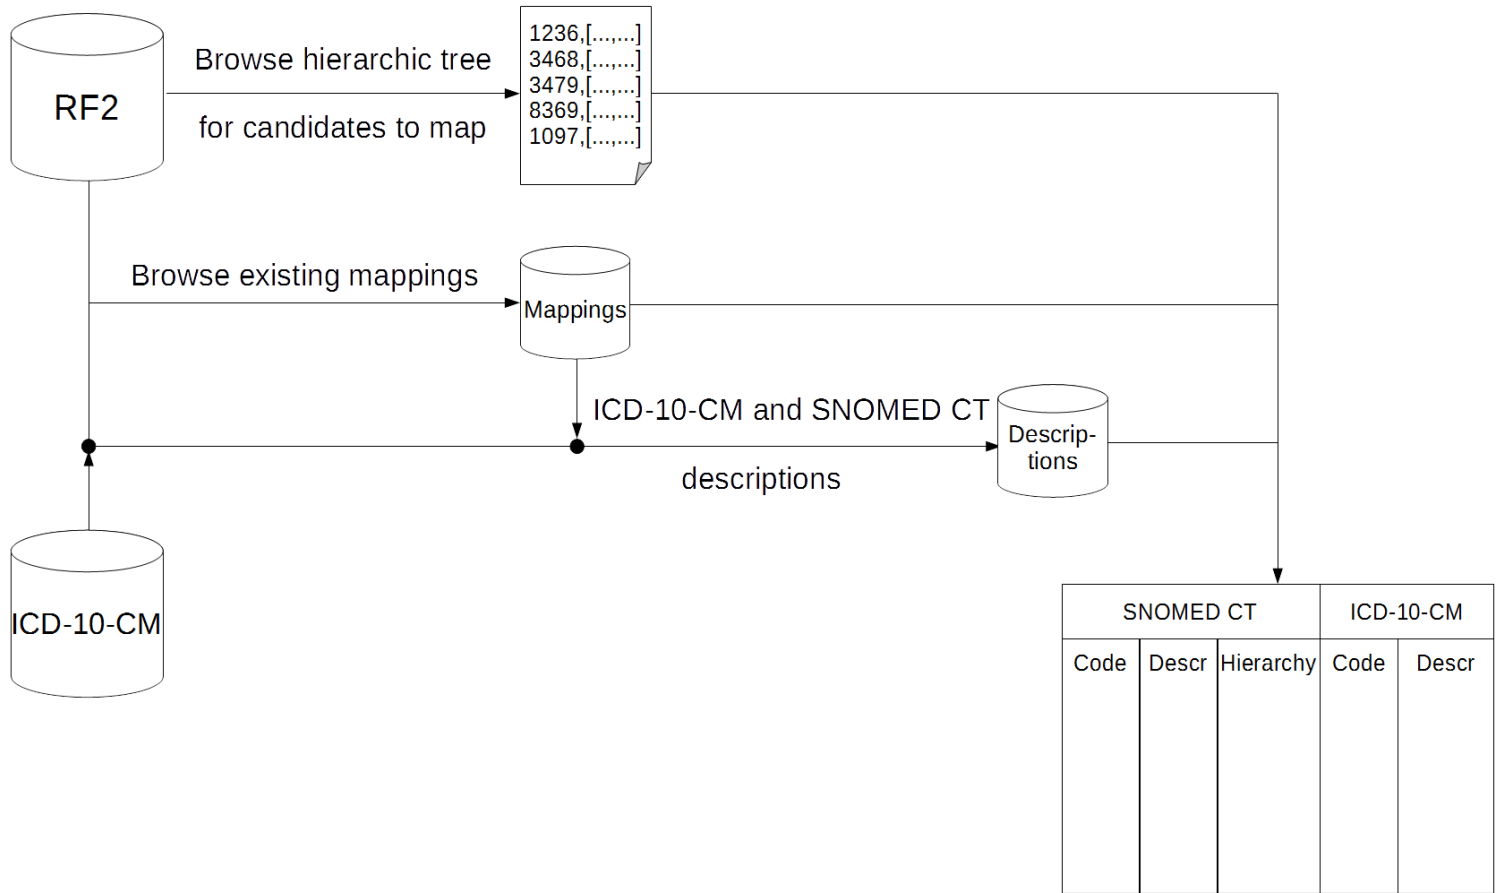 RF2
Browse hierarchic tree
for candidates to map
1236,[...,...]
3468,[...,...]
3479,[...,...]
8369,[...,...]
1097,[...,...]
Browse existing mappings
Mappings
ICD-10-CM and SNOMED CT
descriptions
Descrip-
tions
ICD-10-CM
SNOMED CT
ICD-10-CM
Code
Descr
Hierarchy
Code
Descr